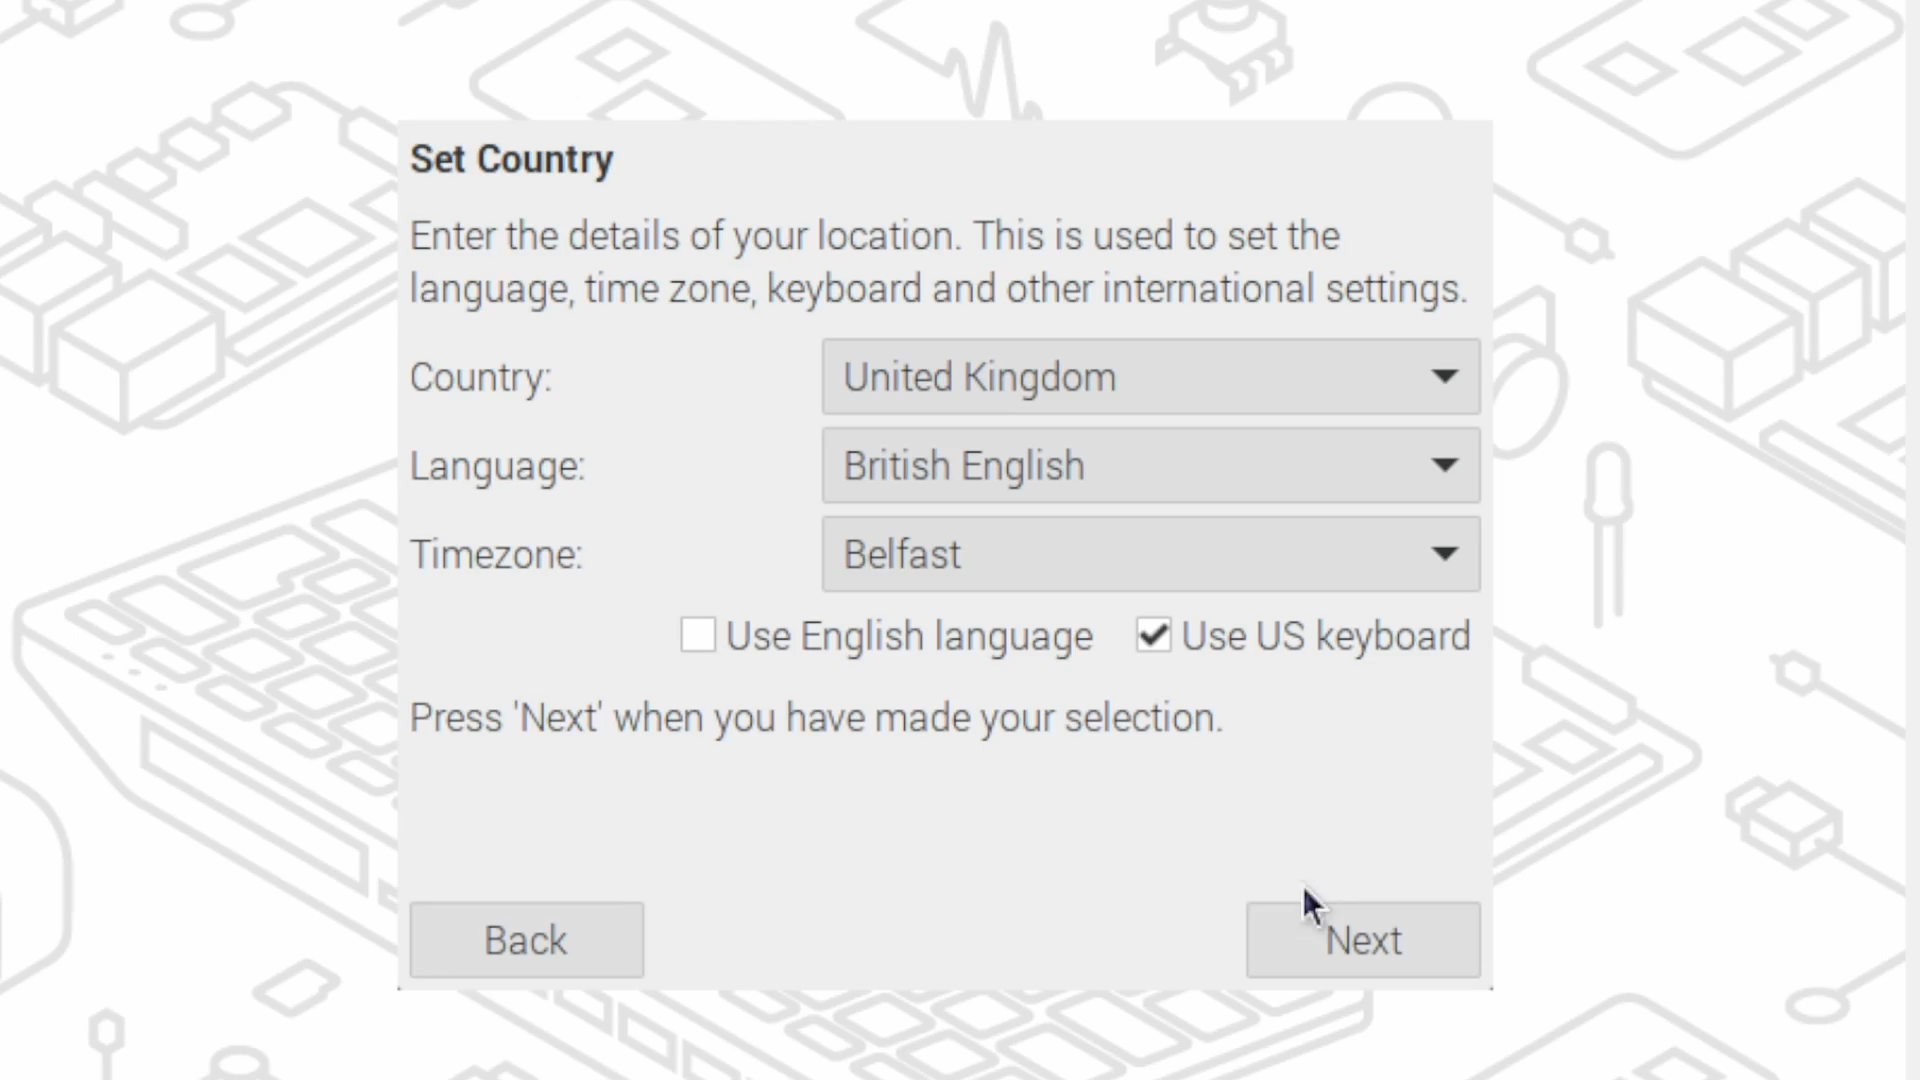 Set Country
Enter the details of your location. This is used to set the
language, time zone, keyboard and other international settings.
Country: United Kingdom
Language: British English
Timezone: Belfast
Use English language Use US keyboard
Press 'Next' when you have made your selection.
Back Next